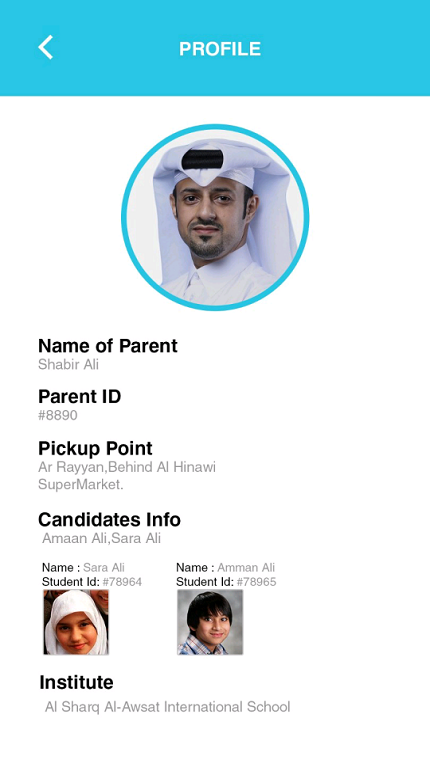 PROFILE
Name of Parent
Shabir Ali
Parent ID
#8890
Pickup Point
Ar Rayyan,Behind Al Hinawi
SuperMarket.
Candidates Info
Amaan Ali,Sara Ali
Name : Sara Ali
Student Id: #78964
Name : Amman Ali
Student Id: #78965
Institute
Al Sharq Al-Awsat International School